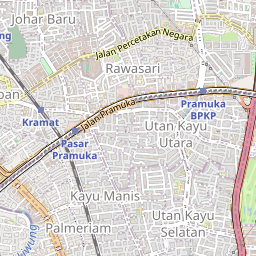 Johar Baru
Jalan Percetakan Negara
Rawasari
Pramuka
BPKP
Jalan Pramuka
Kramat
Utan Kayu
Utara
Pasar
Pramuka
Kayu Manis
Palmeriam
Utan Kayu
Selatan